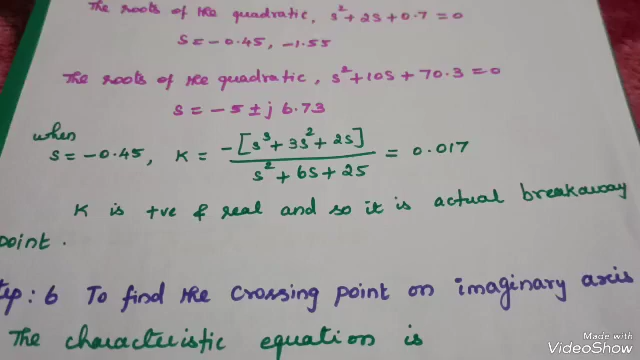 The roots of the quadratic, s²+2s+0.7=0
s=-0.45, -1.55
The roots of the quadratic, s²+10s+70.3=0
s=-5±j6.73
when
s=-0.45, K = -[s³+3s²+2s] / s²+6s+25 = 0.017
K is +ve & real and so it is actual breakaway
point.
tep: 6 To find the crossing point on imaginary axis
The characteristic equation is
Made with
VideoShow